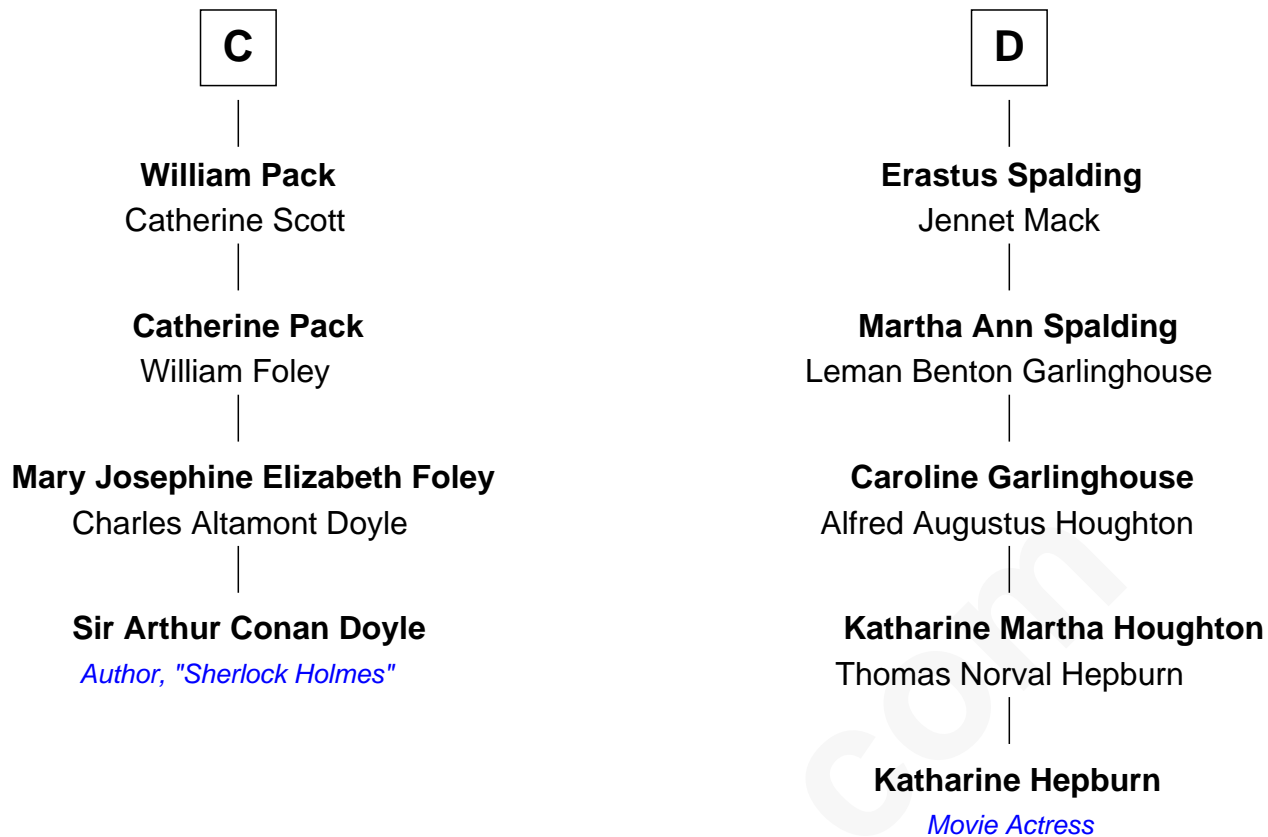 C
William Pack
Catherine Scott
Catherine Pack
William Foley
Mary Josephine Elizabeth Foley
Charles Altamont Doyle
Sir Arthur Conan Doyle
Author, "Sherlock Holmes"
D
Erastus Spalding
Jennet Mack
Martha Ann Spalding
Leman Benton Garlinghouse
Caroline Garlinghouse
Alfred Augustus Houghton
Katharine Martha Houghton
Thomas Norval Hepburn
Katharine Hepburn
Movie Actress
com